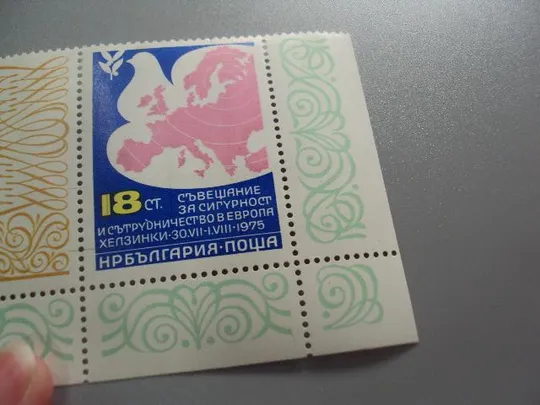 18 СТ. СЪВЕЩАНИЕ
ЗА СИГУРНОСТ
И СЪТРУДНИЧЕСТВО В ЕВРОПА
ХЕЛЗИНКИ·30.VII-1.VIII·1975
НРБЪЛГАРИЯ·ПОЩА